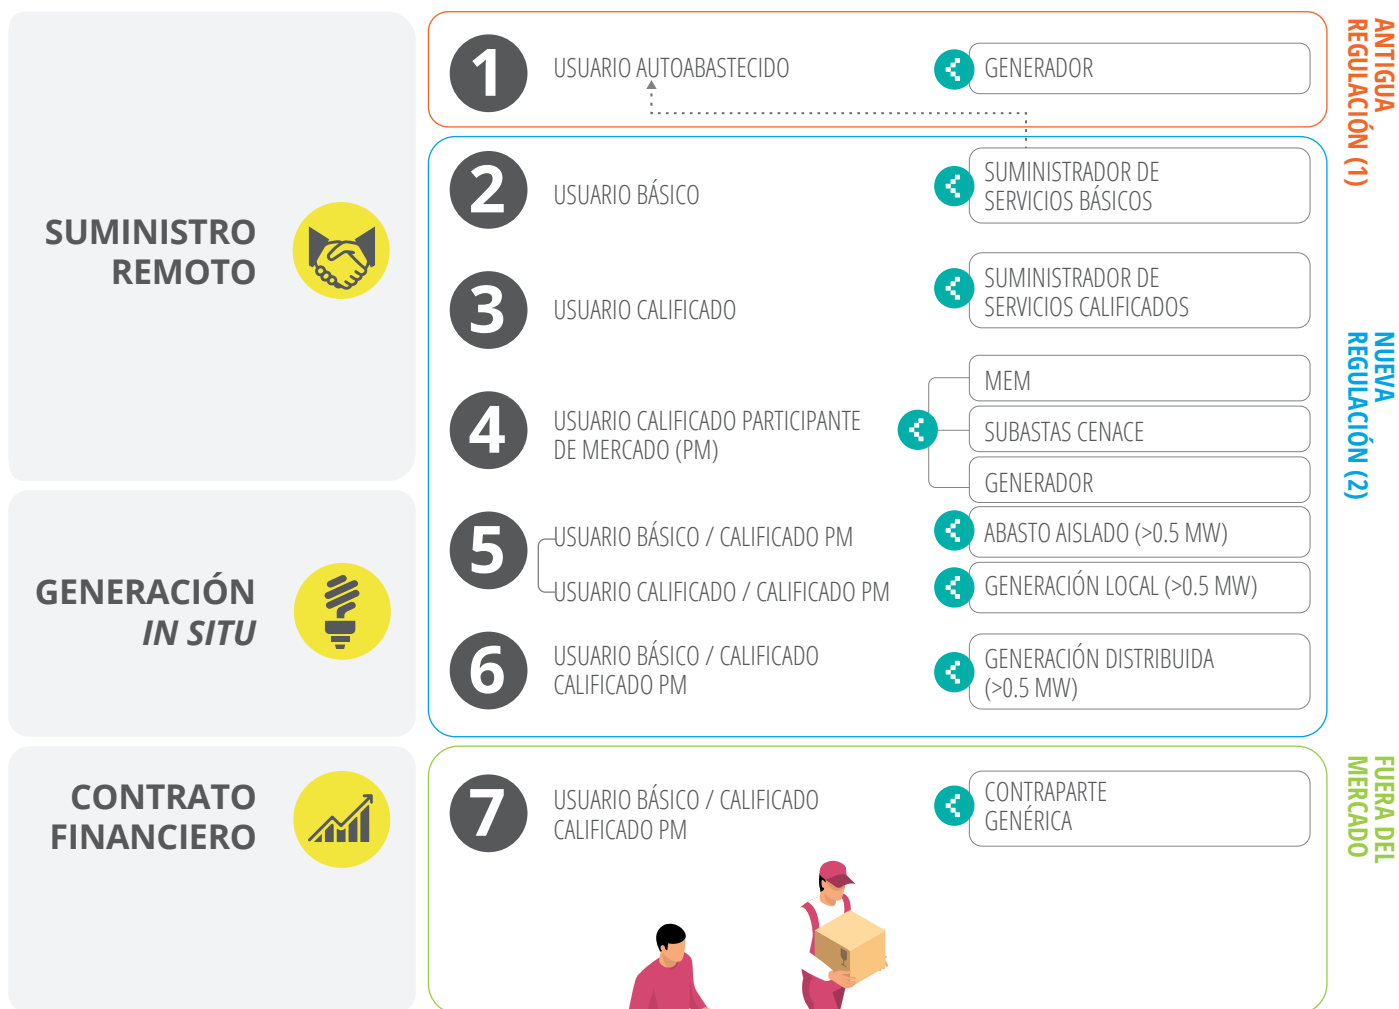 SUMINISTRO
REMOTO
1
USUARIO AUTOABASTECIDO
GENERADOR
ANTIGUA
REGULACIÓN (1)
2
USUARIO BÁSICO
SUMINISTRADOR DE
SERVICIOS BÁSICOS
3
USUARIO CALIFICADO
SUMINISTRADOR DE
SERVICIOS CALIFICADOS
4
USUARIO CALIFICADO PARTICIPANTE
DE MERCADO (PM)
MEM
SUBASTAS CENACE
GENERADOR
NUEVA
REGULACIÓN (2)
GENERACIÓN
IN SITU
5
USUARIO BÁSICO / CALIFICADO PM
ABASTO AISLADO (>0.5 MW)
USUARIO CALIFICADO / CALIFICADO PM
GENERACIÓN LOCAL (>0.5 MW)
6
USUARIO BÁSICO / CALIFICADO
CALIFICADO PM
GENERACIÓN DISTRIBUIDA
(>0.5 MW)
CONTRATO
FINANCIERO
7
USUARIO BÁSICO / CALIFICADO
CALIFICADO PM
CONTRAPARTE
GENÉRICA
FUERA DEL
MERCADO